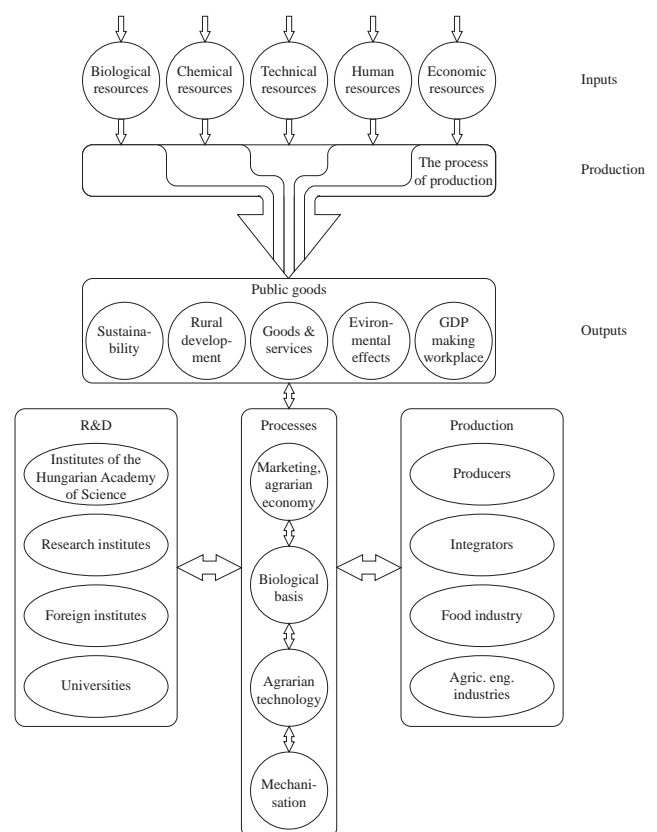 Biological
resources
Chemical
resources
Technical
resources
Human
resources
Economic
resources
Inputs
The process
of production
Production
Public goods
Sustaina-
bility
Rural
develop-
ment
Goods &
services
Eviron-
mental
effects
GDP
making
workplace
Outputs
R&D
Institutes of the
Hungarian Academy
of Science
Research institutes
Foreign institutes
Universities
Processes
Marketing,
agrarian
economy
Biological
basis
Agrarian
technology
Mechani-
sation
Production
Producers
Integrators
Food industry
Agric. eng.
industries